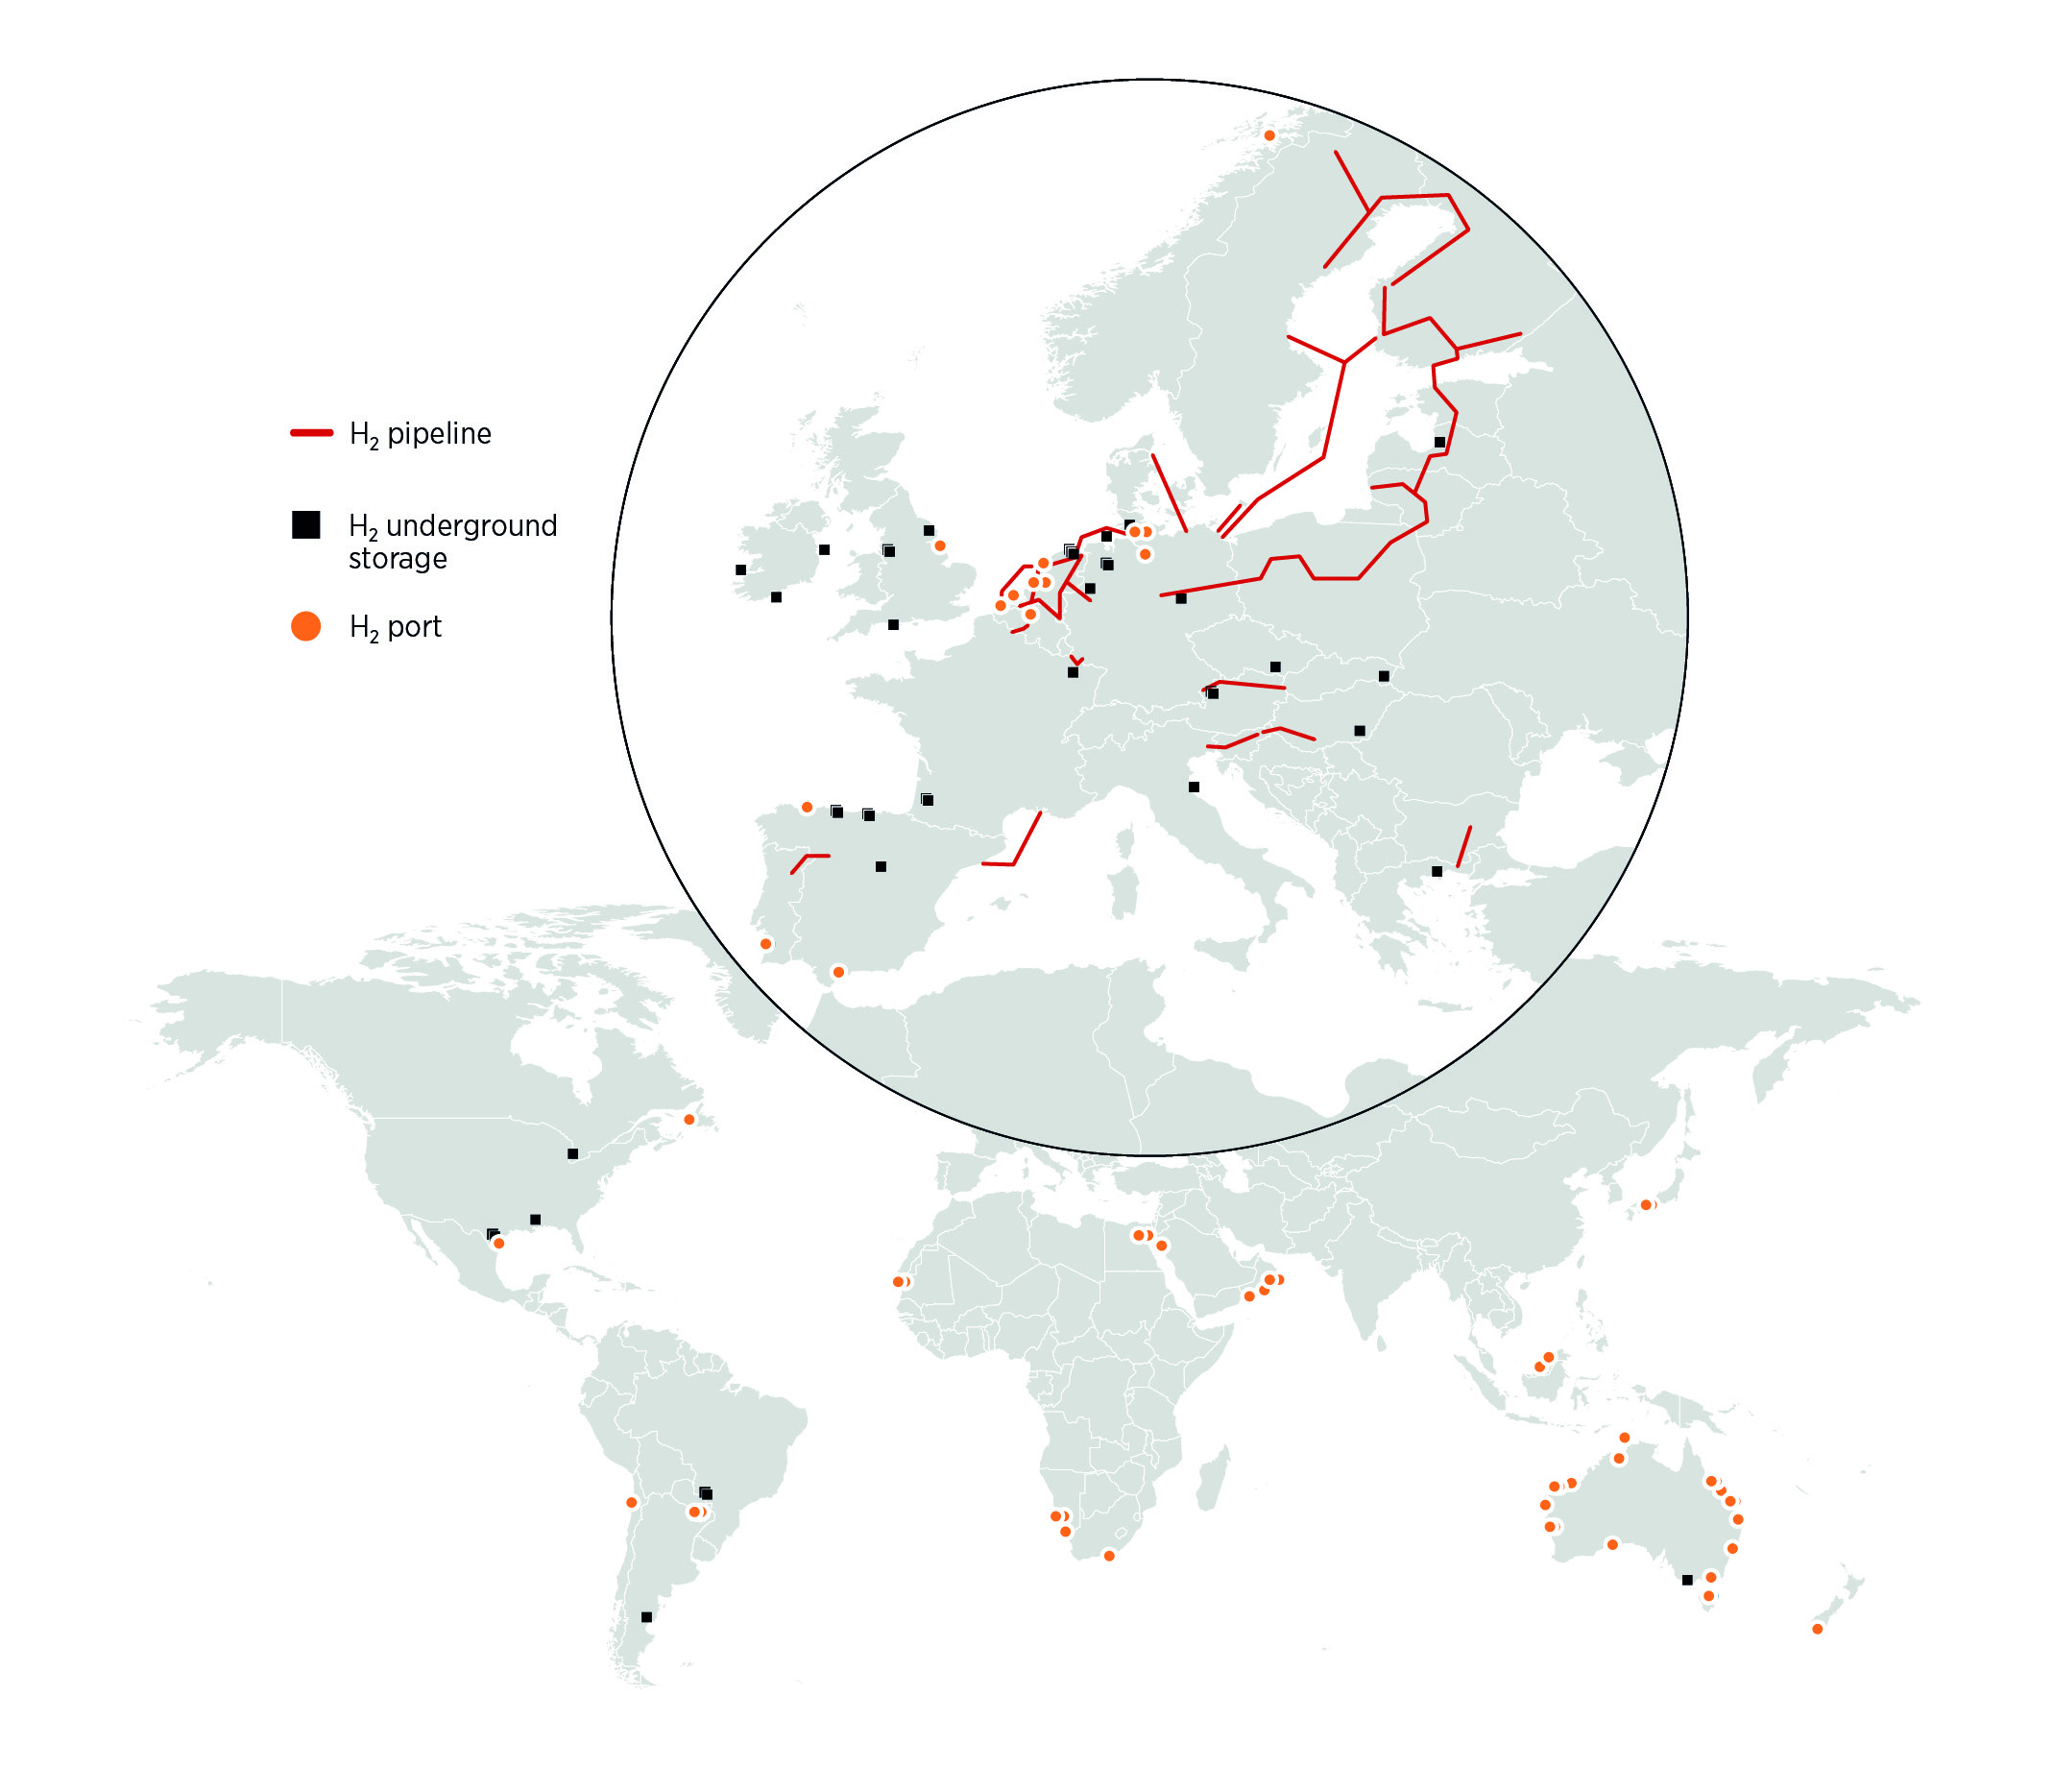 H₂ pipeline
H₂ underground
storage
H₂ port